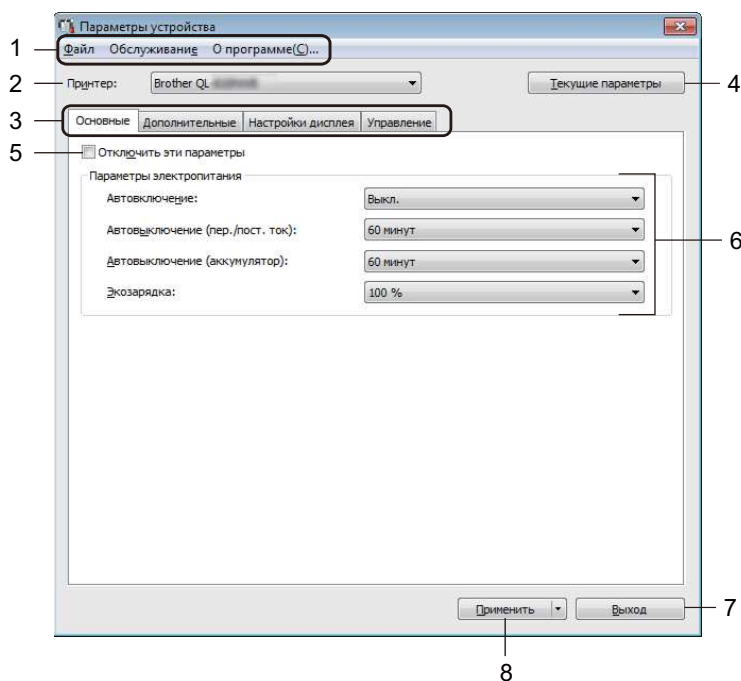 Параметры устройства
1
Файл Обслуживание О программе(C)...
2
Принтер:
Brother QL
Текущие параметры
4
3
Основные Дополнительные Настройки дисплея Управление
5
Отключить эти параметры
Параметры электропитания
Автовключение:
Выкл.
Автовыключение (пер./пост. ток):
60 минут
6
Автовыключение (аккумулятор):
60 минут
Экозарядка:
100 %
Применить
Выход
7
8